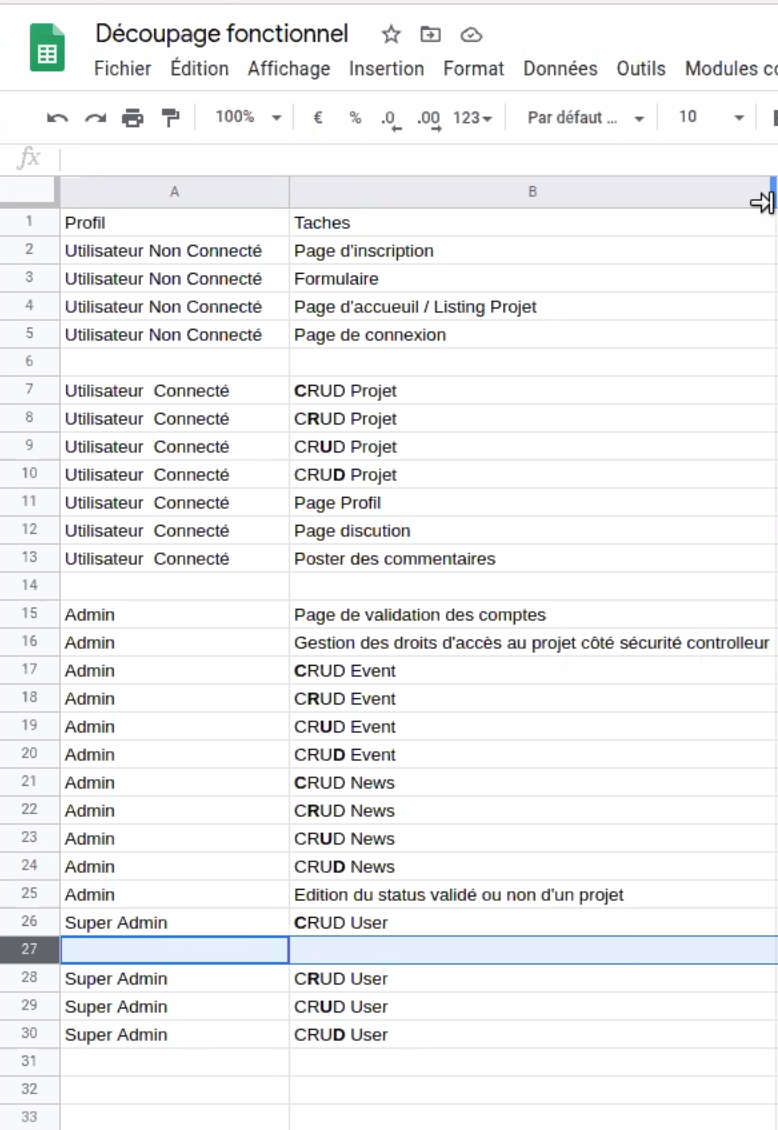 Découpage fonctionnel
Fichier Édition Affichage Insertion Format Données Outils Modules co
100% € % .0 .00 123 Par défaut ... 10
fx
A B
1 Profil Taches
2 Utilisateur Non Connecté Page d'inscription
3 Utilisateur Non Connecté Formulaire
4 Utilisateur Non Connecté Page d'accueuil / Listing Projet
5 Utilisateur Non Connecté Page de connexion
6
7 Utilisateur Connecté CRUD Projet
8 Utilisateur Connecté CRUD Projet
9 Utilisateur Connecté CRUD Projet
10 Utilisateur Connecté CRUD Projet
11 Utilisateur Connecté Page Profil
12 Utilisateur Connecté Page discution
13 Utilisateur Connecté Poster des commentaires
14
15 Admin Page de validation des comptes
16 Admin Gestion des droits d'accès au projet côté sécurité controlleur
17 Admin CRUD Event
18 Admin CRUD Event
19 Admin CRUD Event
20 Admin CRUD Event
21 Admin CRUD News
22 Admin CRUD News
23 Admin CRUD News
24 Admin CRUD News
25 Admin Edition du status validé ou non d'un projet
26 Super Admin CRUD User
27
28 Super Admin CRUD User
29 Super Admin CRUD User
30 Super Admin CRUD User
31
32
33